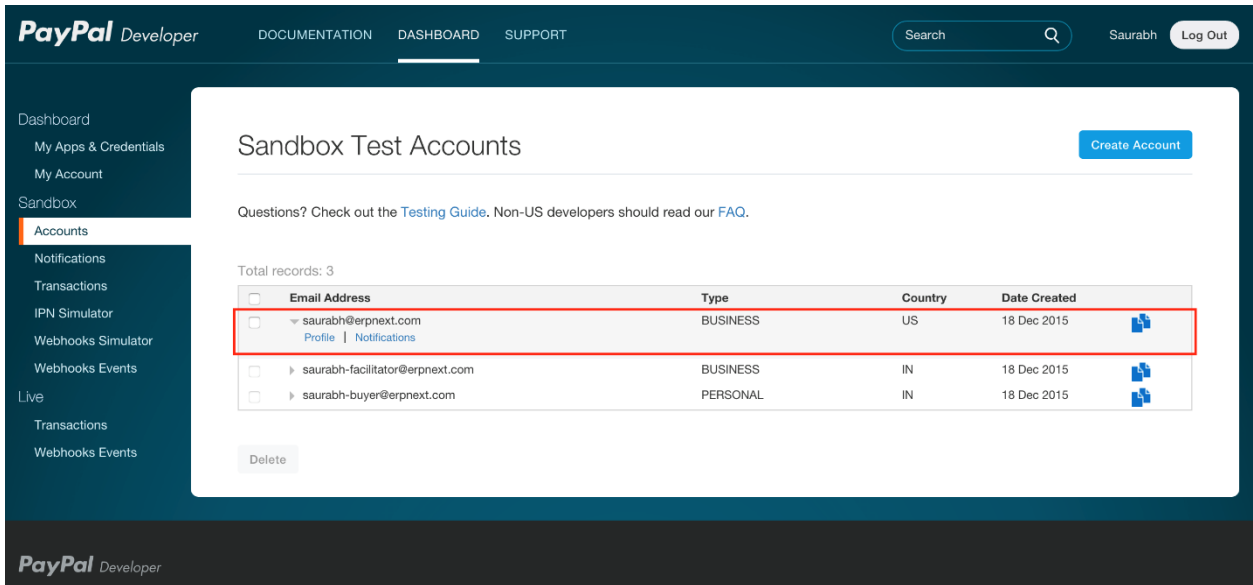 PayPal Developer DOCUMENTATION DASHBOARD SUPPORT Search Saurabh Log Out
Dashboard
My Apps & Credentials
My Account
Sandbox
Accounts
Notifications
Transactions
IPN Simulator
Webhooks Simulator
Webhooks Events
Live
Transactions
Webhooks Events
Sandbox Test Accounts Create Account
Questions? Check out the Testing Guide. Non-US developers should read our FAQ.
Total records: 3
Email Address Type Country Date Created
saurabh@erpnext.com BUSINESS US 18 Dec 2015
Profile | Notifications
saurabh-facilitator@erpnext.com BUSINESS IN 18 Dec 2015
saurabh-buyer@erpnext.com PERSONAL IN 18 Dec 2015
Delete
PayPal Developer